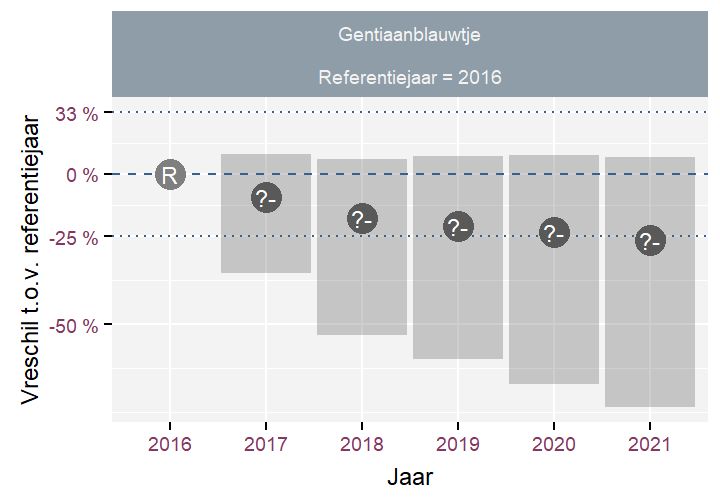 Gentiaanblauwtje
Referentiejaar = 2016
Vreschil t.o.v. referentiejaar
33 %
0 %
-25 %
-50 %
R
?-
?-
?-
?-
?-
2016 2017 2018 2019 2020 2021
Jaar